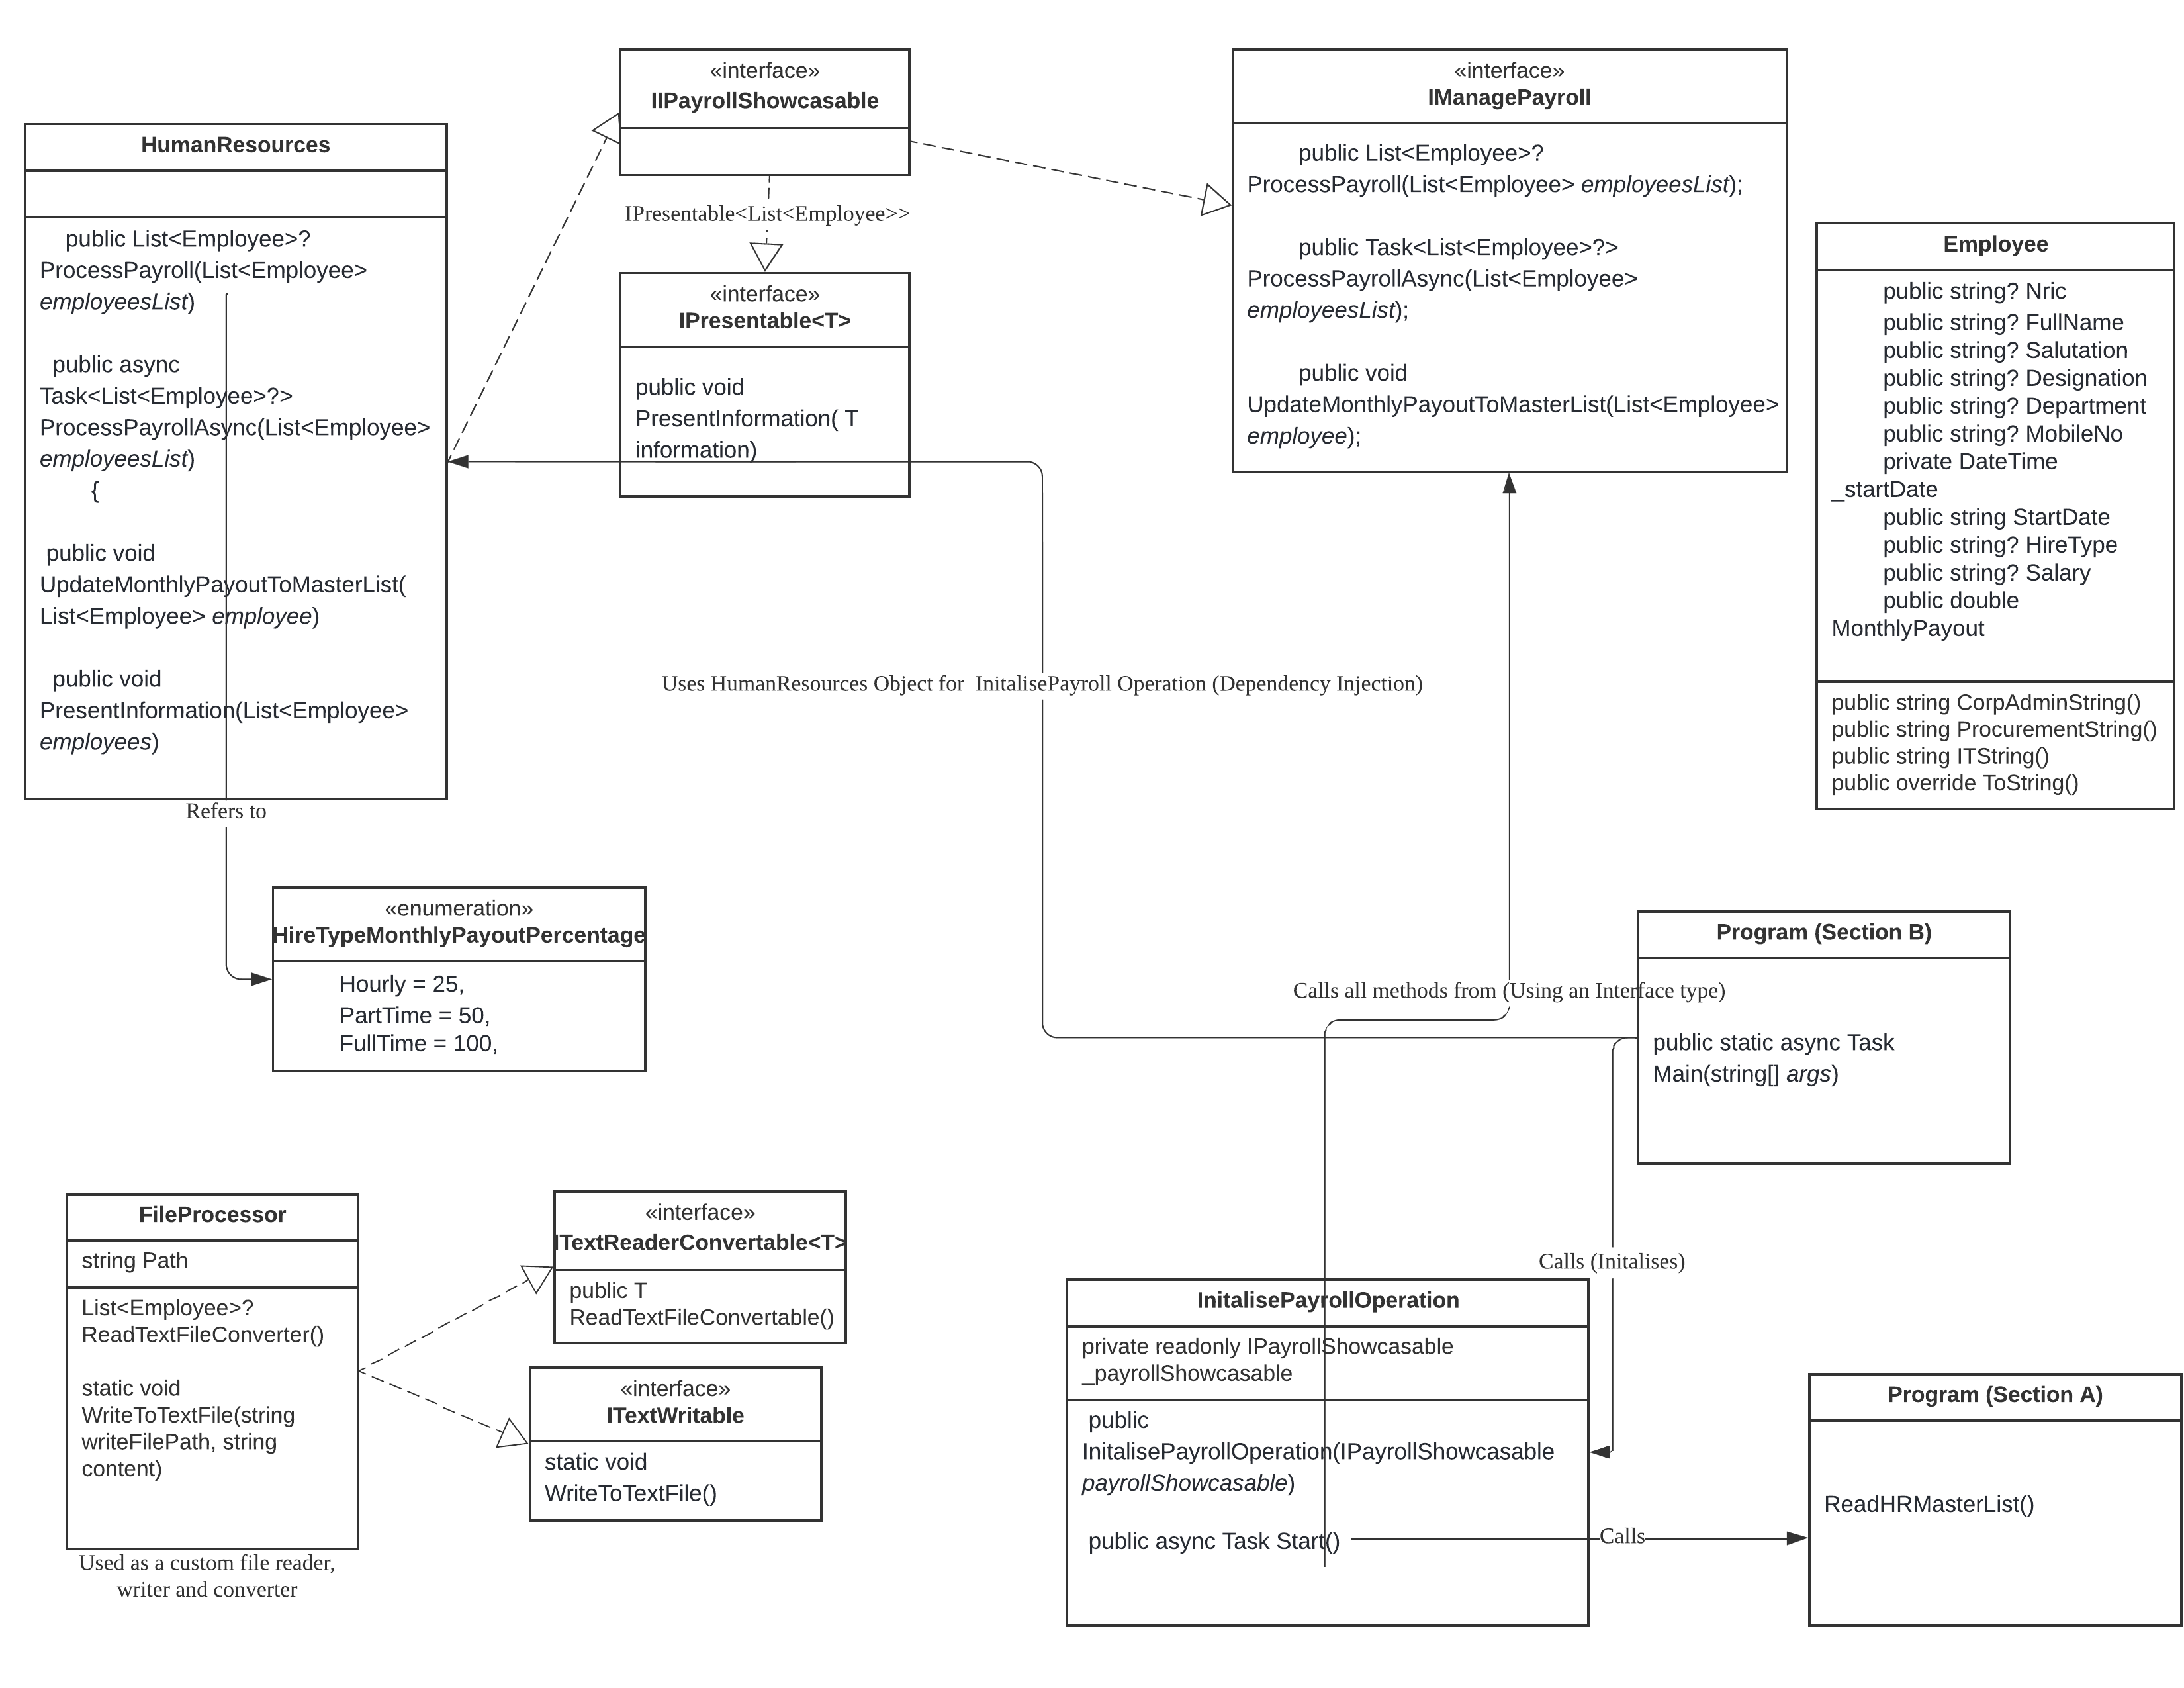 «interface»
IIPayrollShowcasable
«interface»
IManagePayroll
public List<Employee>?
ProcessPayroll(List<Employee> employeesList);
public Task<List<Employee>?>
ProcessPayrollAsync(List<Employee>
employeesList);
public void
UpdateMonthlyPayoutToMasterList(List<Employee>
employee);
HumanResources
public List<Employee>?
ProcessPayroll(List<Employee>
employeesList)
public async
Task<List<Employee>?>
ProcessPayrollAsync(List<Employee>
employeesList)
{
public void
UpdateMonthlyPayoutToMasterList(
List<Employee> employee)
public void
PresentInformation(List<Employee>
employees)
IPresentable<List<Employee>>
«interface»
IPresentable<T>
public void
PresentInformation( T
information)
Employee
public string? Nric
public string? FullName
public string? Salutation
public string? Designation
public string? Department
public string? MobileNo
private DateTime
_startDate
public string StartDate
public string? HireType
public string? Salary
public double
MonthlyPayout
public string CorpAdminString()
public string ProcurementString()
public string ITString()
public override ToString()
Uses HumanResources Object for InitalisePayroll Operation (Dependency Injection)
Refers to
«enumeration»
HireTypeMonthlyPayoutPercentage
Hourly = 25,
PartTime = 50,
FullTime = 100,
Calls all methods from (Using an Interface type)
Program (Section B)
public static async Task
Main(string[] args)
FileProcessor
string Path
List<Employee>?
ReadTextFileConverter()
static void
WriteToTextFile(string
writeFilePath, string
content)
Used as a custom file reader,
writer and converter
«interface»
ITextReaderConvertable<T>
public T
ReadTextFileConvertable()
«interface»
ITextWritable
static void
WriteToTextFile()
Calls (Initalises)
InitalisePayrollOperation
private readonly IPayrollShowcasable
_payrollShowcasable
public
InitalisePayrollOperation(IPayrollShowcasable
payrollShowcasable)
public async Task Start()
Calls
Program (Section A)
ReadHRMasterList()